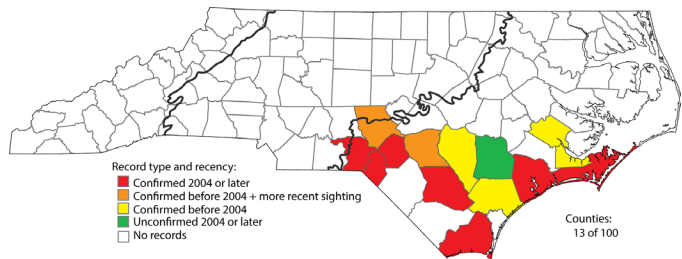 Record type and recency:
Confirmed 2004 or later
Confirmed before 2004 + more recent sighting
Confirmed before 2004
Unconfirmed 2004 or later
No records
Counties:
13 of 100